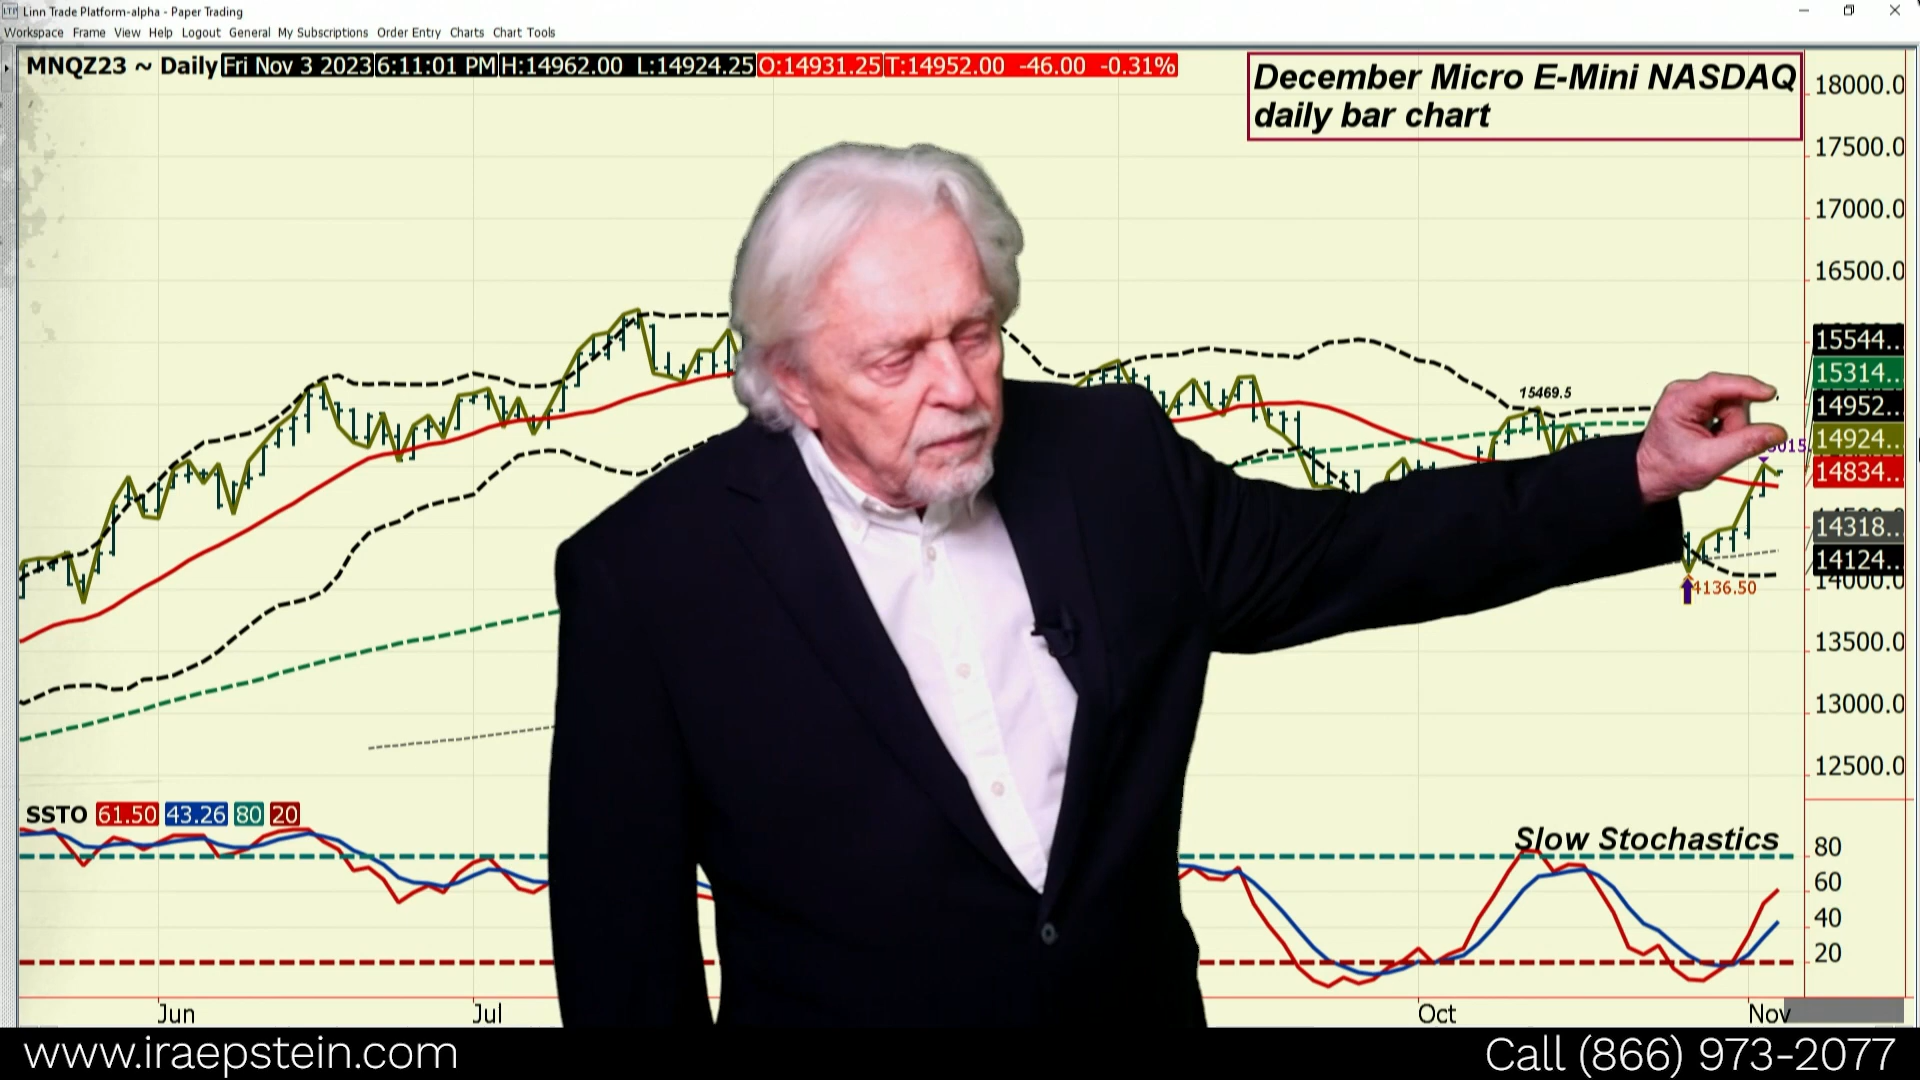 Linn Trade Platform-alpha - Paper Trading
Workspace Frame View Help Logout General My Subscriptions Order Entry Charts Chart Tools
MNQZ23 ~ Daily Fri Nov 3 2023 6:11:01 PM H:14962.00 L:14924.25 O:14931.25 T:14952.00 -46.00 -0.31%
December Micro E-Mini NASDAQ
daily bar chart
18000.0
17500.0
17000.0
16500.0
15544..
15314..
14952..
14924..
14834..
14318..
14124..
14000.0
13500.0
13000.0
12500.0
15469.5
4136.50
SSTO 61.50 43.26 80 20
Slow Stochastics
80
60
40
20
Jun Jul Oct Nov
www.iraepstein.com
Call (866) 973-2077